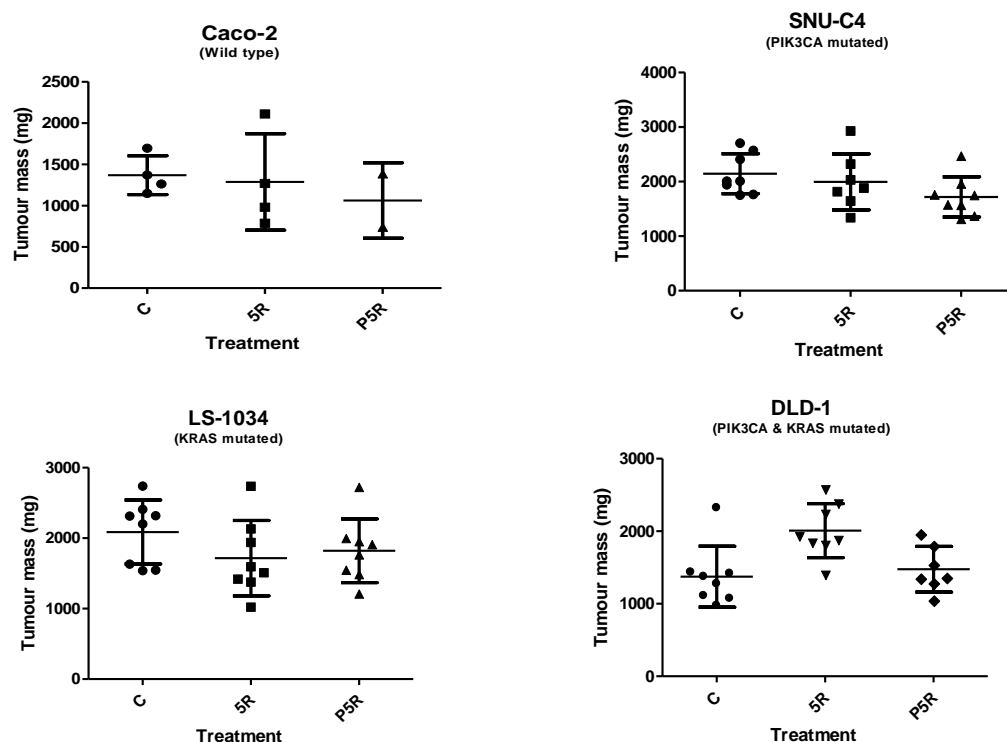 Caco-2
(Wild type)
Tumour mass (mg)
2500
2000
1500
1000
500
0
C
5R
P5R
Treatment
SNU-C4
(PIK3CA mutated)
Tumour mass (mg)
4000
3000
2000
1000
0
C
5R
P5R
Treatment
LS-1034
(KRAS mutated)
Tumour mass (mg)
3000
2000
1000
0
C
5R
P5R
Treatment
DLD-1
(PIK3CA & KRAS mutated)
Tumour mass (mg)
3000
2000
1000
0
C
5R
P5R
Treatment